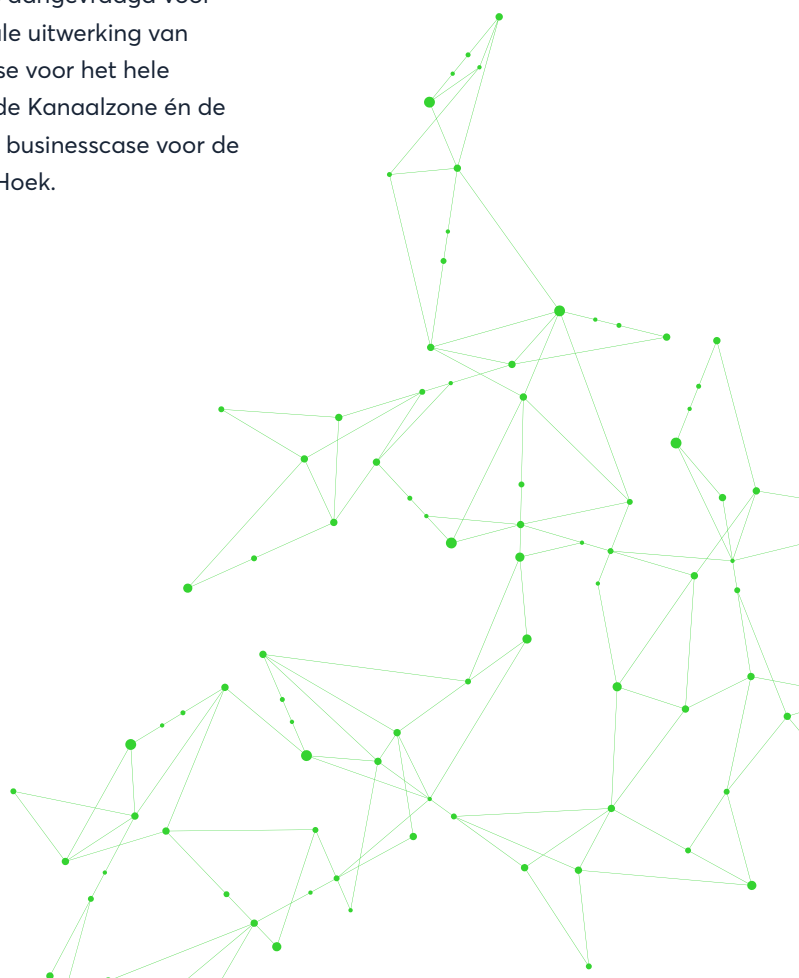 uitwerking van
voor het hele
de Kanaalzone én de
businesscase voor de
Hoek.